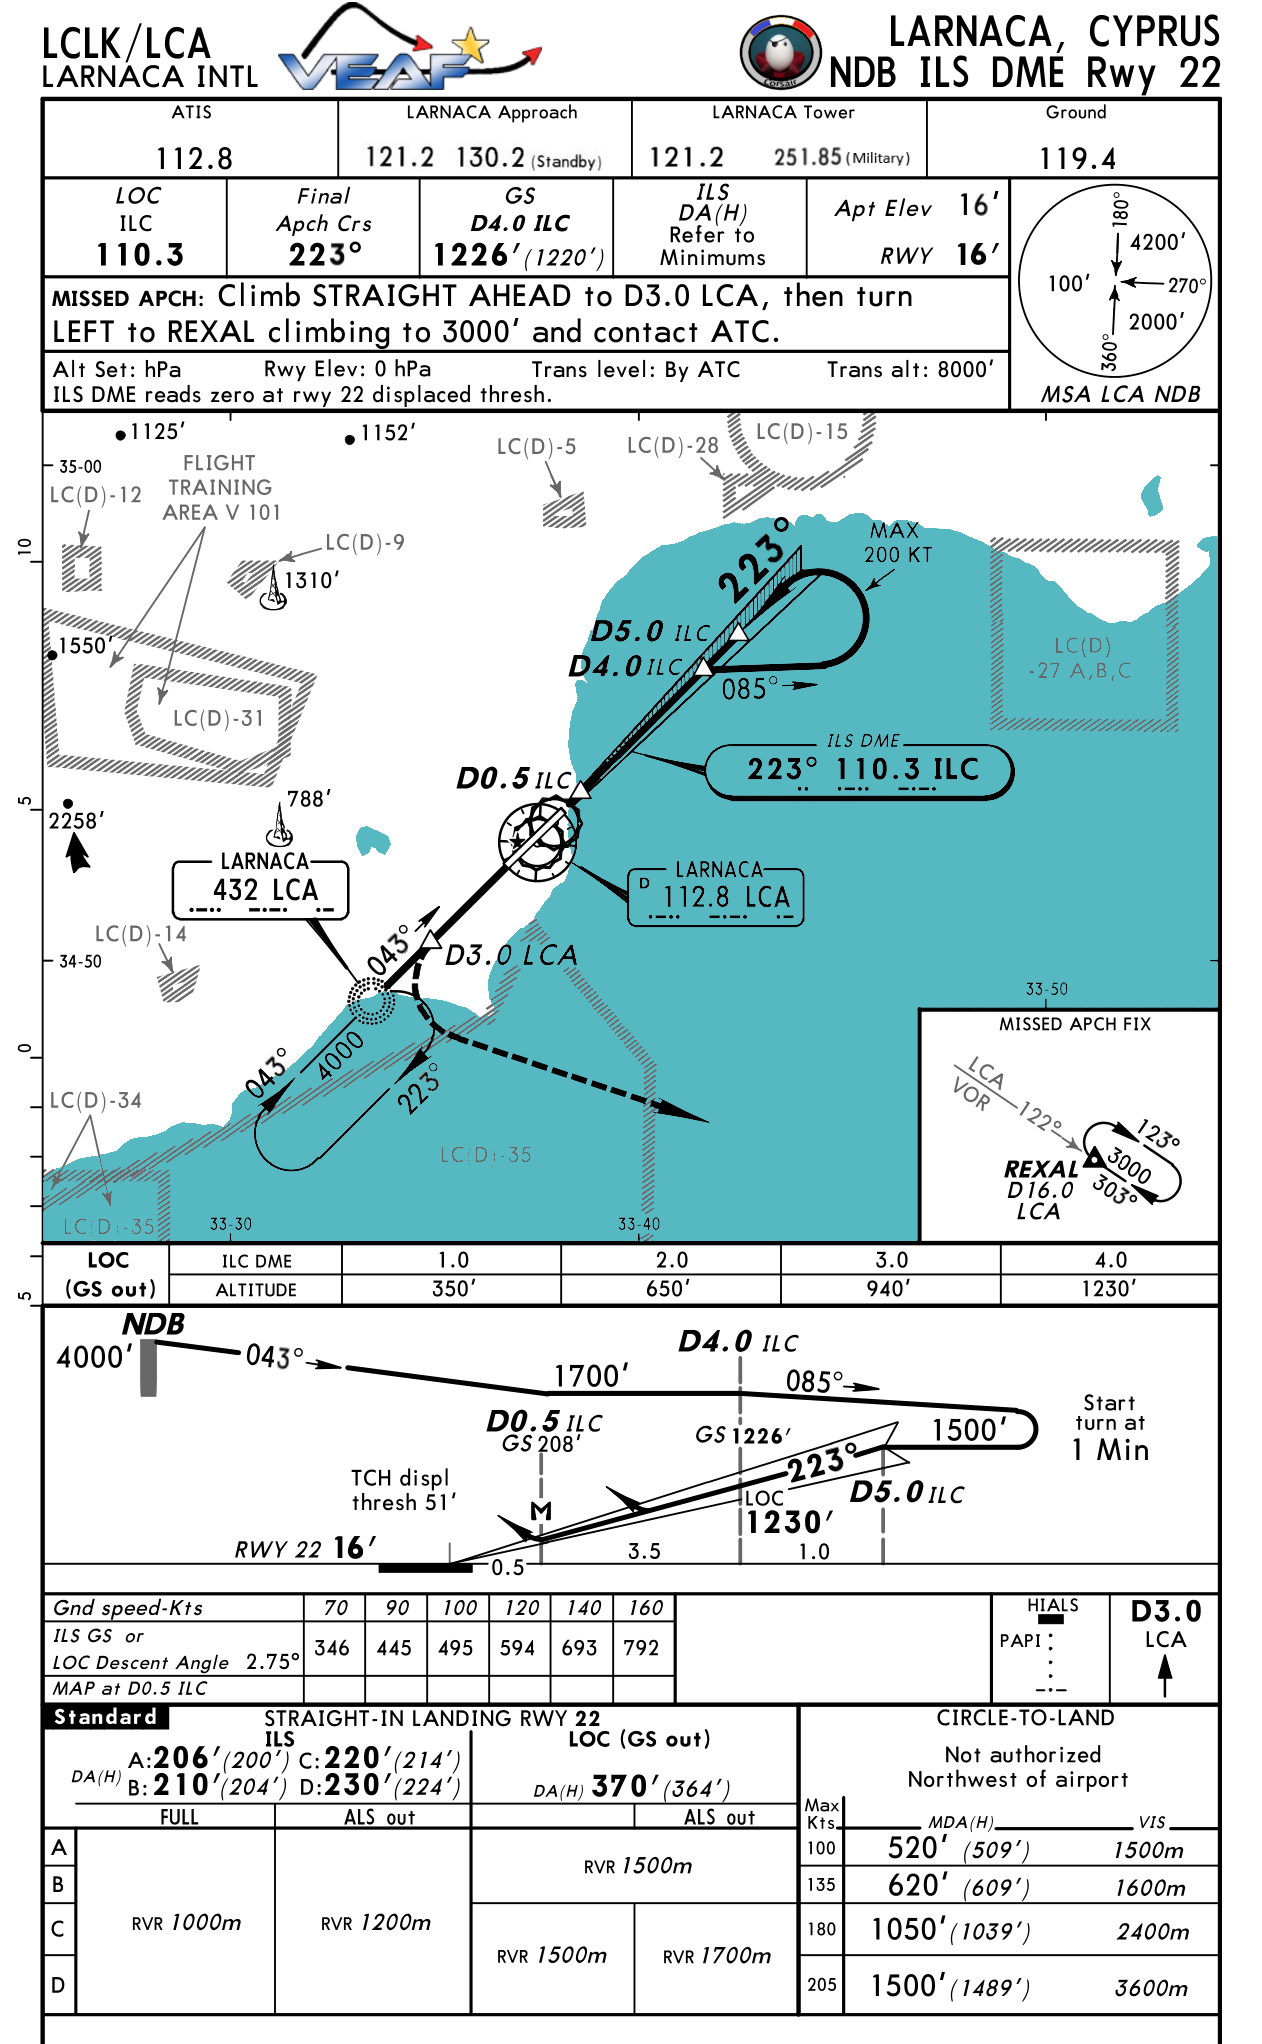 LCLK/LCA
LARNACA INTL
VEAF
Corsair
LARNACA, CYPRUS
NDB ILS DME Rwy 22
ATIS
112.8
LARNACA Approach
121.2 130.2 (Standby)
LARNACA Tower
121.2 251.85 (Military)
Ground
119.4
LOC
ILC
110.3
Final
Apch Crs
223°
GS
D4.0 ILC
1226' (1220')
ILS
DA(H)
Refer to
Minimums
Apt Elev 16'
RWY 16'
180°
4200'
100'
270°
2000'
360°
MSA LCA NDB
MISSED APCH: Climb STRAIGHT AHEAD to D3.0 LCA, then turn
LEFT to REXAL climbing to 3000' and contact ATC.
Alt Set: hPa Rwy Elev: 0 hPa Trans level: By ATC Trans alt: 8000'
ILS DME reads zero at rwy 22 displaced thresh.
1125'
1152'
35-00
FLIGHT
TRAINING
AREA V 101
LC(D)-12
LC(D)-5
LC(D)-28
LC(D)-15
LC(D)-9
1310'
10
223°
MAX
200 KT
D5.0 ILC
D4.0 ILC
085°
1550'
LC(D)-31
LC(D)
-27 A,B,C
ILS DME
223° 110.3 ILC
D0.5 ILC
5
2258'
788'
LARNACA
432 LCA
LARNACA
D 112.8 LCA
LC(D)-14
043°
D3.0 LCA
34-50
33-50
0
043°
4000
223°
LC(D)-34
LC(D)-35
LC(D)-35
33-30
33-40
MISSED APCH FIX
LCA
VOR
122°
123°
3000
303°
REXAL
D16.0
LCA
5
LOC
(GS out)
ILC DME 1.0 2.0 3.0 4.0
ALTITUDE 350' 650' 940' 1230'
NDB
4000'
043°
1700'
D4.0 ILC
085°
Start
turn at
1 Min
1500'
D0.5 ILC
GS 208'
GS 1226'
223°
TCH displ
thresh 51'
M
LOC
1230'
D5.0 ILC
RWY 22 16'
0.5
3.5
1.0
Gnd speed-Kts 70 90 100 120 140 160
ILS GS or
LOC Descent Angle 2.75° 346 445 495 594 693 792
MAP at D0.5 ILC
HIALS
PAPI
D3.0
LCA
Standard
STRAIGHT-IN LANDING RWY 22
ILS
DA(H)
A: 206' (200') C: 220' (214')
B: 210' (204') D: 230' (224')
LOC (GS out)
DA(H) 370' (364')
FULL
ALS out
ALS out
A
B
C
D
RVR 1000m
RVR 1200m
RVR 1500m
RVR 1500m
RVR 1700m
CIRCLE-TO-LAND
Not authorized
Northwest of airport
Max
Kts
MDA(H) VIS
100 520' (509') 1500m
135 620' (609') 1600m
180 1050' (1039') 2400m
205 1500' (1489') 3600m